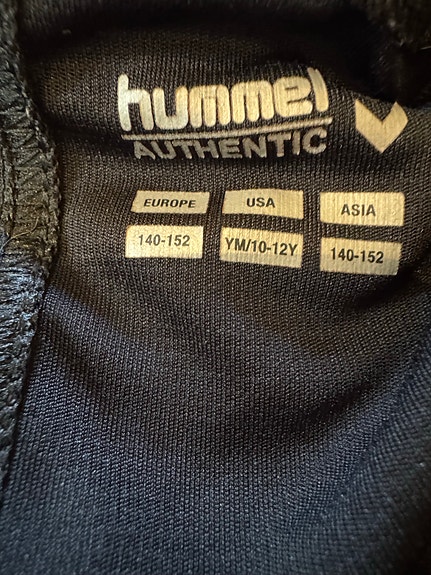 hummel
AUTHENTIC
EUROPE USA ASIA
140-152 YM/10-12Y 140-152